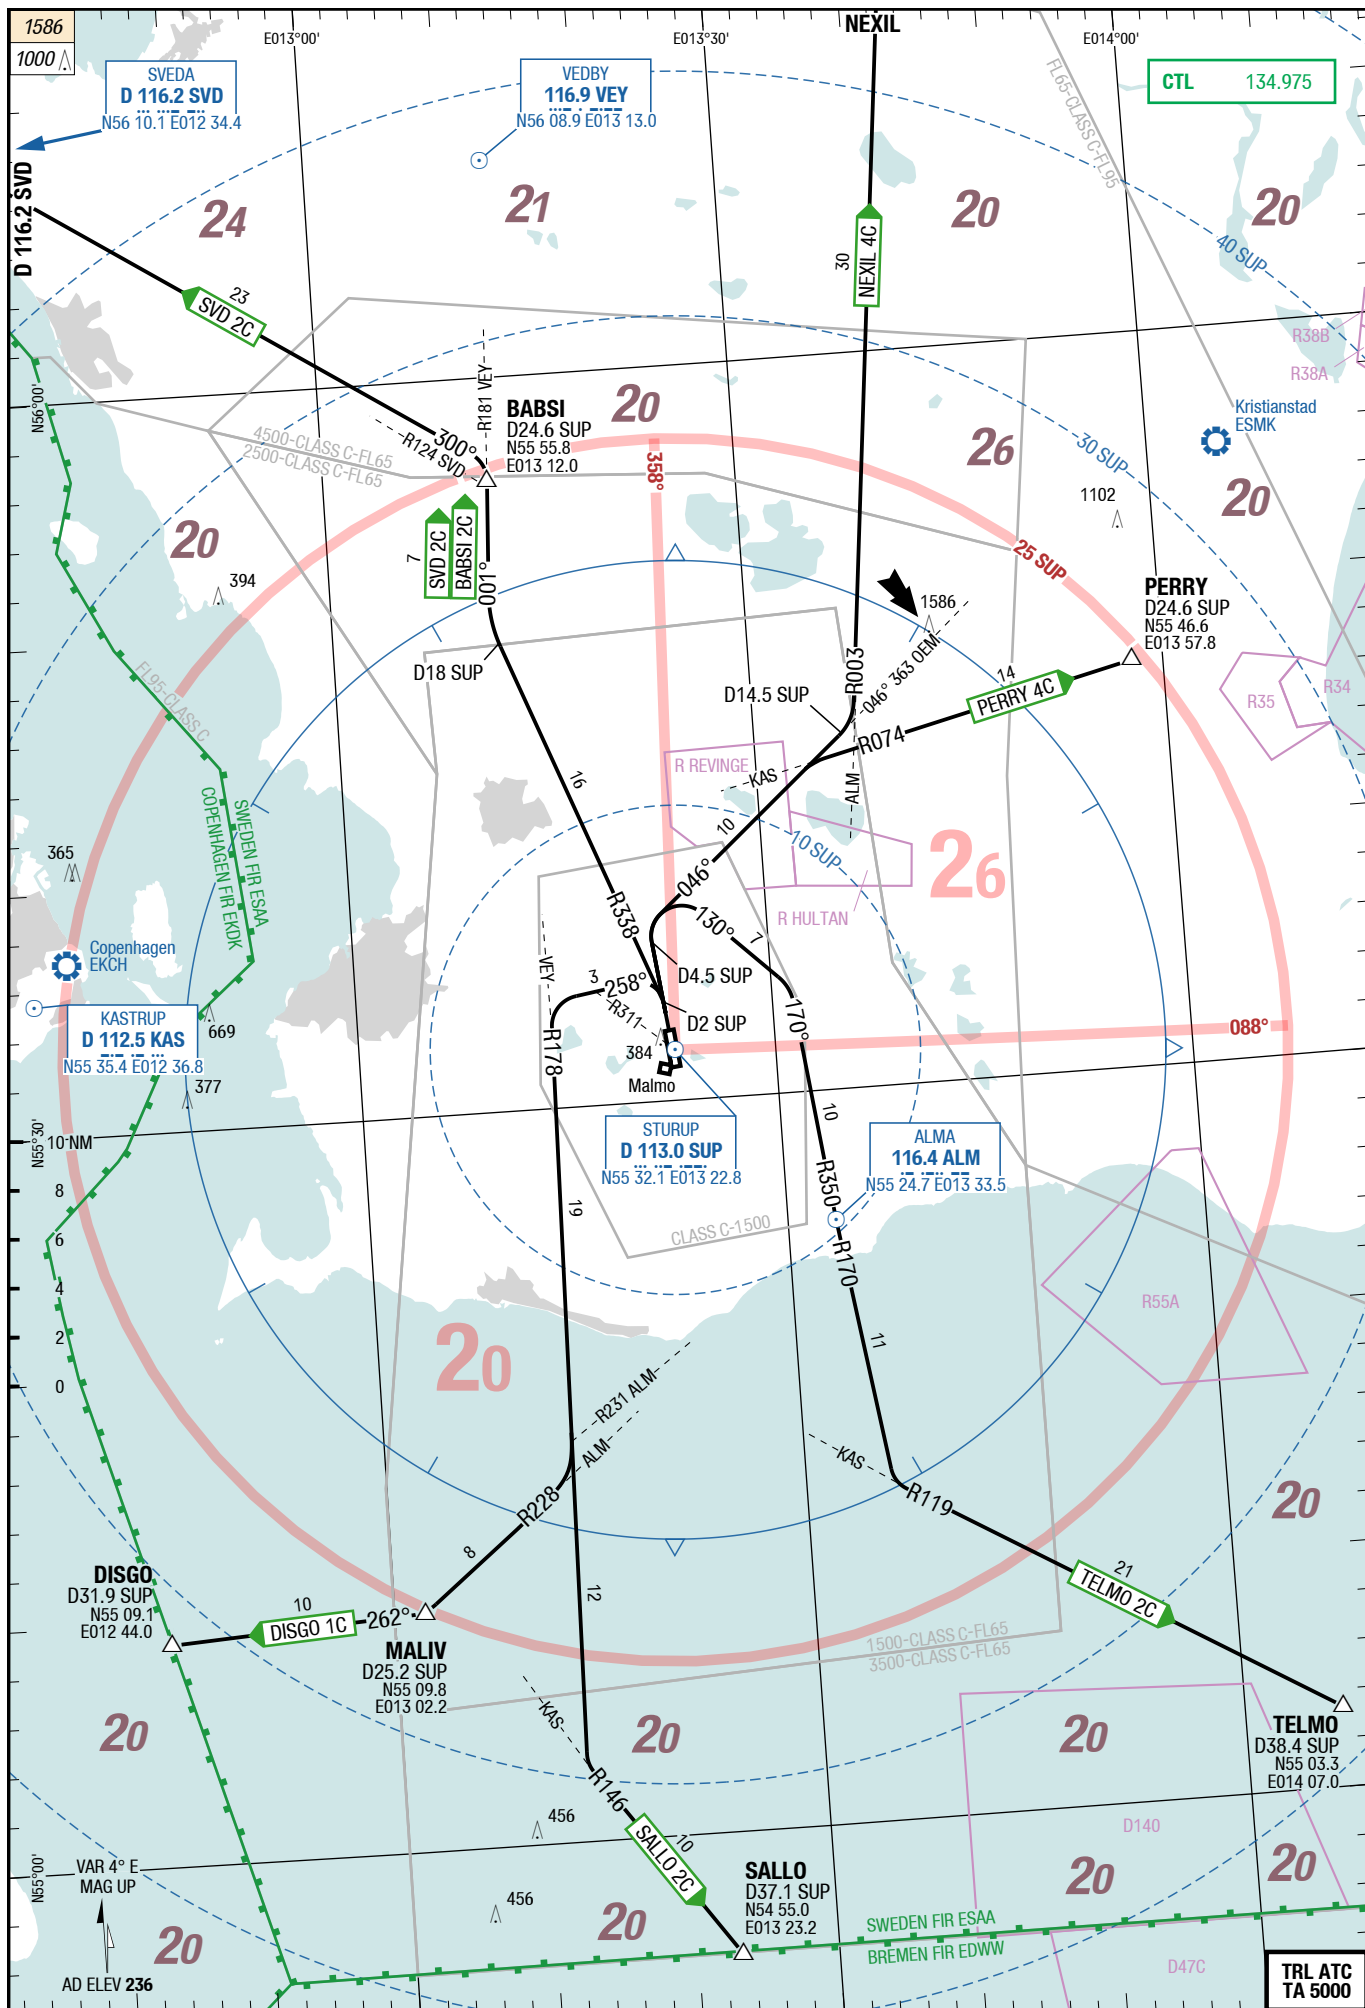 1586
1000
E013°00'
E013°30'
NEXIL
E014°00'
SVEDA
D 116.2 SVD
N56 10.1 E012 34.4
VEDBY
116.9 VEY
N56 08.9 E013 13.0
CTL 134.975
FL65-CLASS C-FL95
D 116.2 SVD
24
21
20
20
40 SUP
30
NEXIL 4C
23
SVD 2C
R38B
R38A
N56°00'
R181 VEY
20
BABSI
D24.6 SUP
N55 55.8
E013 12.0
300°
R124 SVD
4500-CLASS C-FL65
2500-CLASS C-FL65
358°
26
30 SUP
Kristianstad
ESMK
20
1102
20
7
SVD 2C
BABSI 2C
001°
25 SUP
394
1586
PERRY
D24.6 SUP
N55 46.6
E013 57.8
D18 SUP
FL95-CLASS C
D14.5 SUP
R003
046° 363 OEM
14
PERRY 4C
R074
R35
R34
R REVINGE
KAS
ALM
16
10
10 SUP
SWEDEN FIR ESAA
COPENHAGEN FIR EKDK
365
26
046°
R HULTAN
R338
130°
7
Copenhagen
EKCH
VEY
D4.5 SUP
3
258°
R311
D2 SUP
170°
KASTRUP
D 112.5 KAS
N55 35.4 E012 36.8
669
R178
384
088°
Malmo
377
STURUP
D 113.0 SUP
N55 32.1 E013 22.8
10
ALMA
116.4 ALM
N55 24.7 E013 33.5
N55°30'
10 NM
8
6
4
2
0
19
R350
CLASS C-1500
R170
R55A
11
20
R231 ALM
ALM
KAS
R119
20
R228
8
DISGO
D31.9 SUP
N55 09.1
E012 44.0
10
DISGO 1C
262°
MALIV
D25.2 SUP
N55 09.8
E013 02.2
12
21
TELMO 2C
1500-CLASS C-FL65
3500-CLASS C-FL65
KAS
20
20
20
TELMO
D38.4 SUP
N55 03.3
E014 07.0
R146
456
10
SALLO 2C
D140
20
20
N55°00'
VAR 4° E
MAG UP
456
SALLO
D37.1 SUP
N54 55.0
E013 23.2
20
20
SWEDEN FIR ESAA
BREMEN FIR EDWW
D47C
AD ELEV 236
TRL ATC
TA 5000